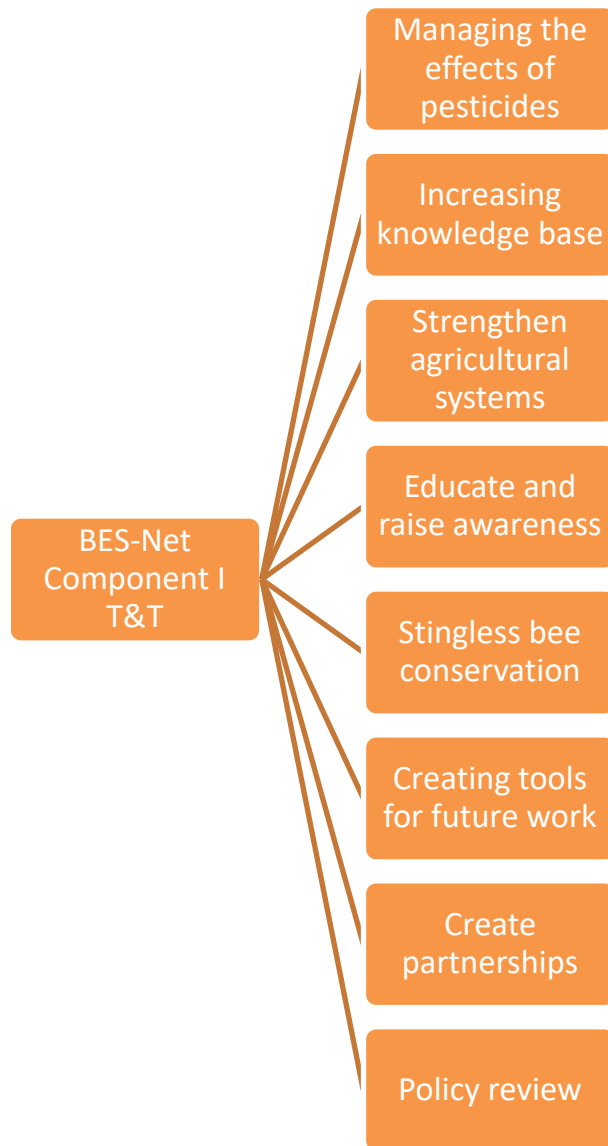 Managing the
effects of
pesticides
Increasing
knowledge base
Strengthen
agricultural
systems
Educate and
raise awareness
BES-Net
Component I
T&T
Stingless bee
conservation
Creating tools
for future work
Create
partnerships
Policy review